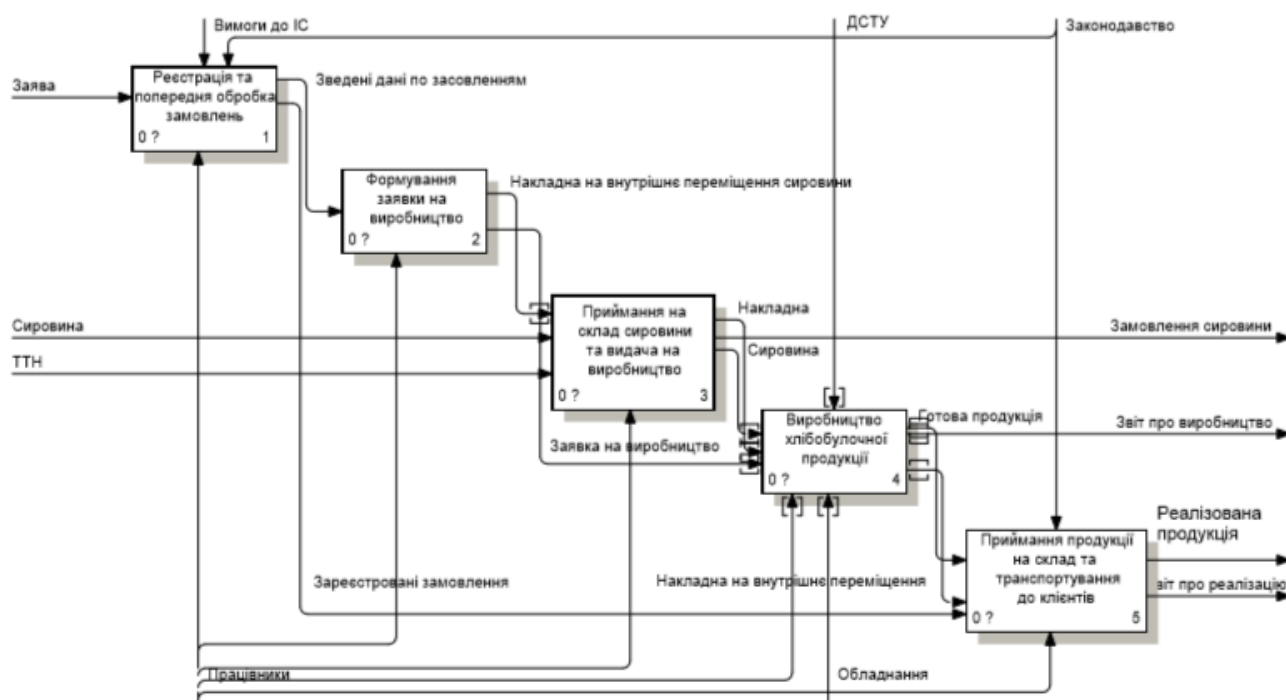 Вимоги до ІС
ДСТУ
Законодавство
Заява
Реєстрація та
попередня обробка
замовлень
0 ?
1
Зведені дані по засовленням
Формування
заявки на
виробництво
0 ?
2
Накладна на внутрішнє переміщення сировини
Сировина
ТТН
Приймання на
склад сировини
та видача на
виробництво
0 ?
3
Накладна
Сировина
Замовлення сировини
Заявка на виробництво
Виробництво
хлібобулочної
продукції
0 ?
4
Готова продукція
Звіт про виробництво
Реалізована
продукція
Приймання продукції
на склад та
транспортування
до клієнтів
0 ?
5
віт про реалізацію
Зареєстровані замовлення
Накладна на внутрішнє переміщення
Працівники
Обладнання